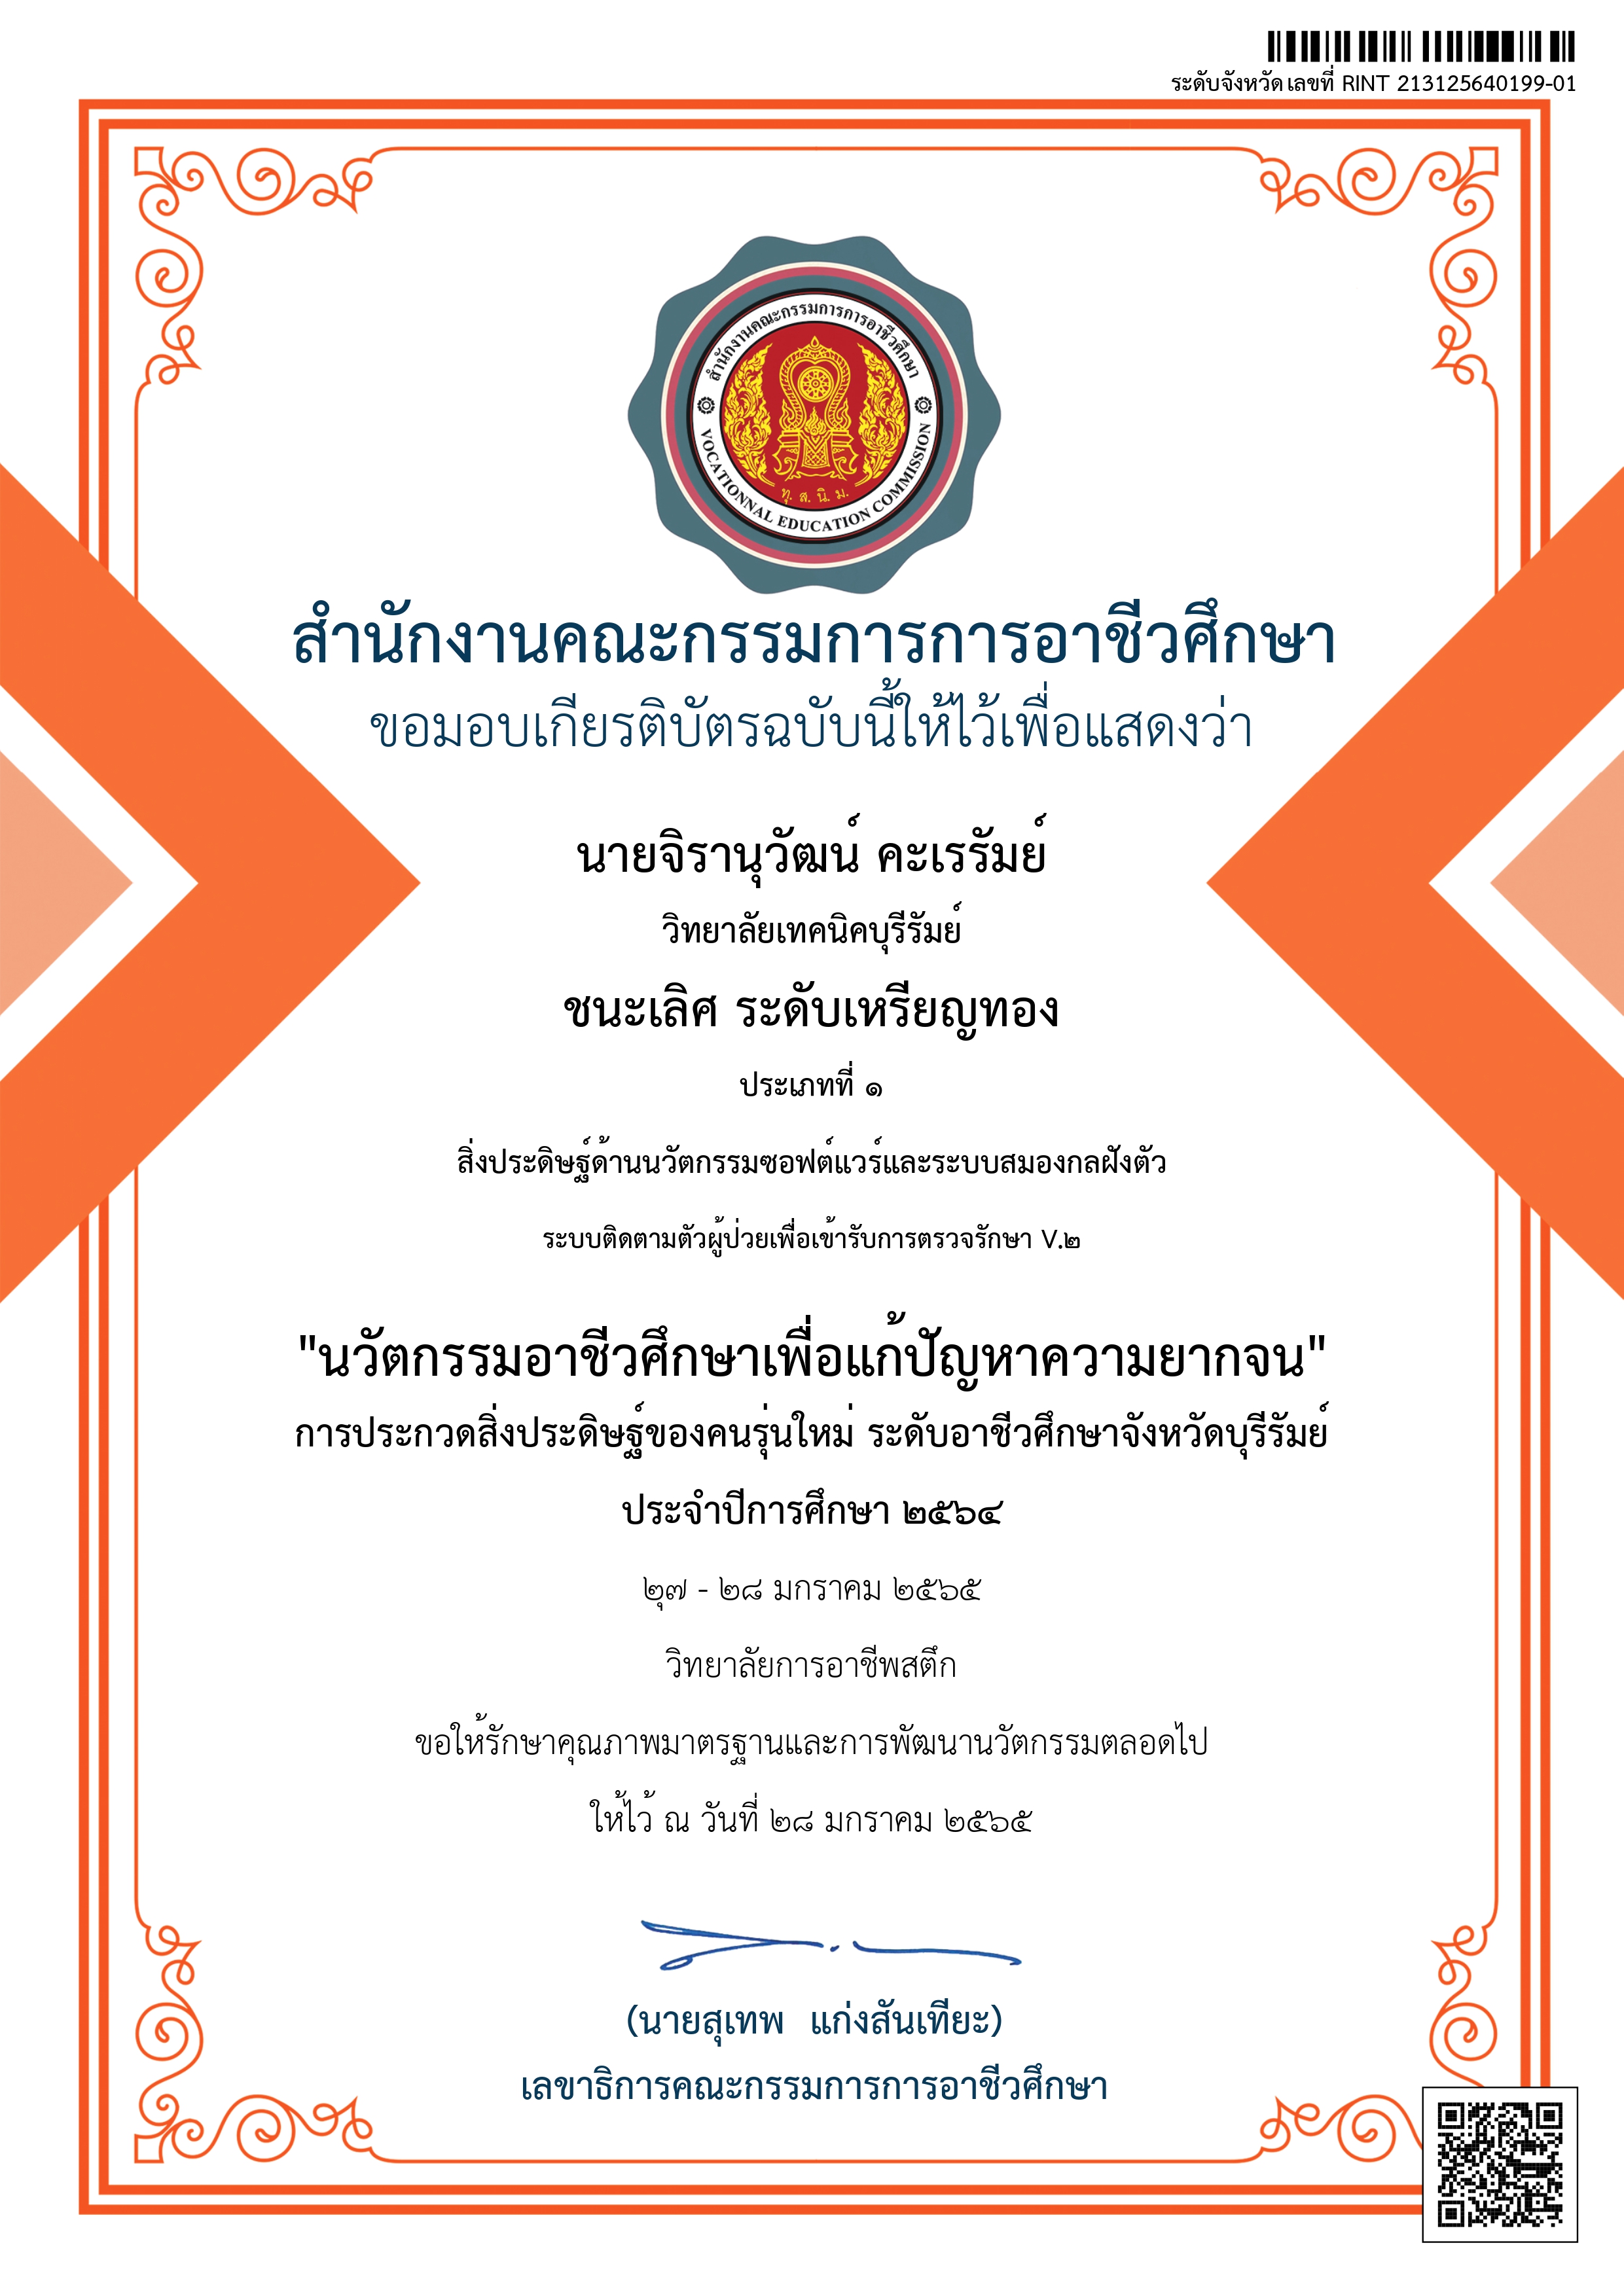 ระดับจังหวัด เลขที่ RINT 213125640199-01
สำนักงานคณะกรรมการการอาชีวศึกษา
VOCATIONNAL EDUCATION COMMISSION
ทุ. ส. นิ. ม.
สำนักงานคณะกรรมการการอาชีวศึกษา
ขอมอบเกียรติบัตรฉบับนี้ให้ไว้เพื่อแสดงว่า
นายจิรานุวัฒน์ คะเรรัมย์
วิทยาลัยเทคนิคบุรีรัมย์
ชนะเลิศ ระดับเหรียญทอง
ประเภทที่ ๑
สิ่งประดิษฐ์ด้านนวัตกรรมซอฟต์แวร์และระบบสมองกลฝังตัว
ระบบติดตามตัวผู้ป่วยเพื่อเข้ารับการตรวจรักษา V.๒
"นวัตกรรมอาชีวศึกษาเพื่อแก้ปัญหาความยากจน"
การประกวดสิ่งประดิษฐ์ของคนรุ่นใหม่ ระดับอาชีวศึกษาจังหวัดบุรีรัมย์
ประจำปีการศึกษา ๒๕๖๔
๒ุ๗ - ๒๘ มกราคม ๒๕๖๕
วิทยาลัยการอาชีพสตึก
ขอให้รักษาคุณภาพมาตรฐานและการพัฒนานวัตกรรมตลอดไป
ให้ไว้ ณ วันที่ ๒๘ มกราคม ๒๕๖๕
(นายสุเทพ แก่งสันเทียะ)
เลขาธิการคณะกรรมการการอาชีวศึกษา